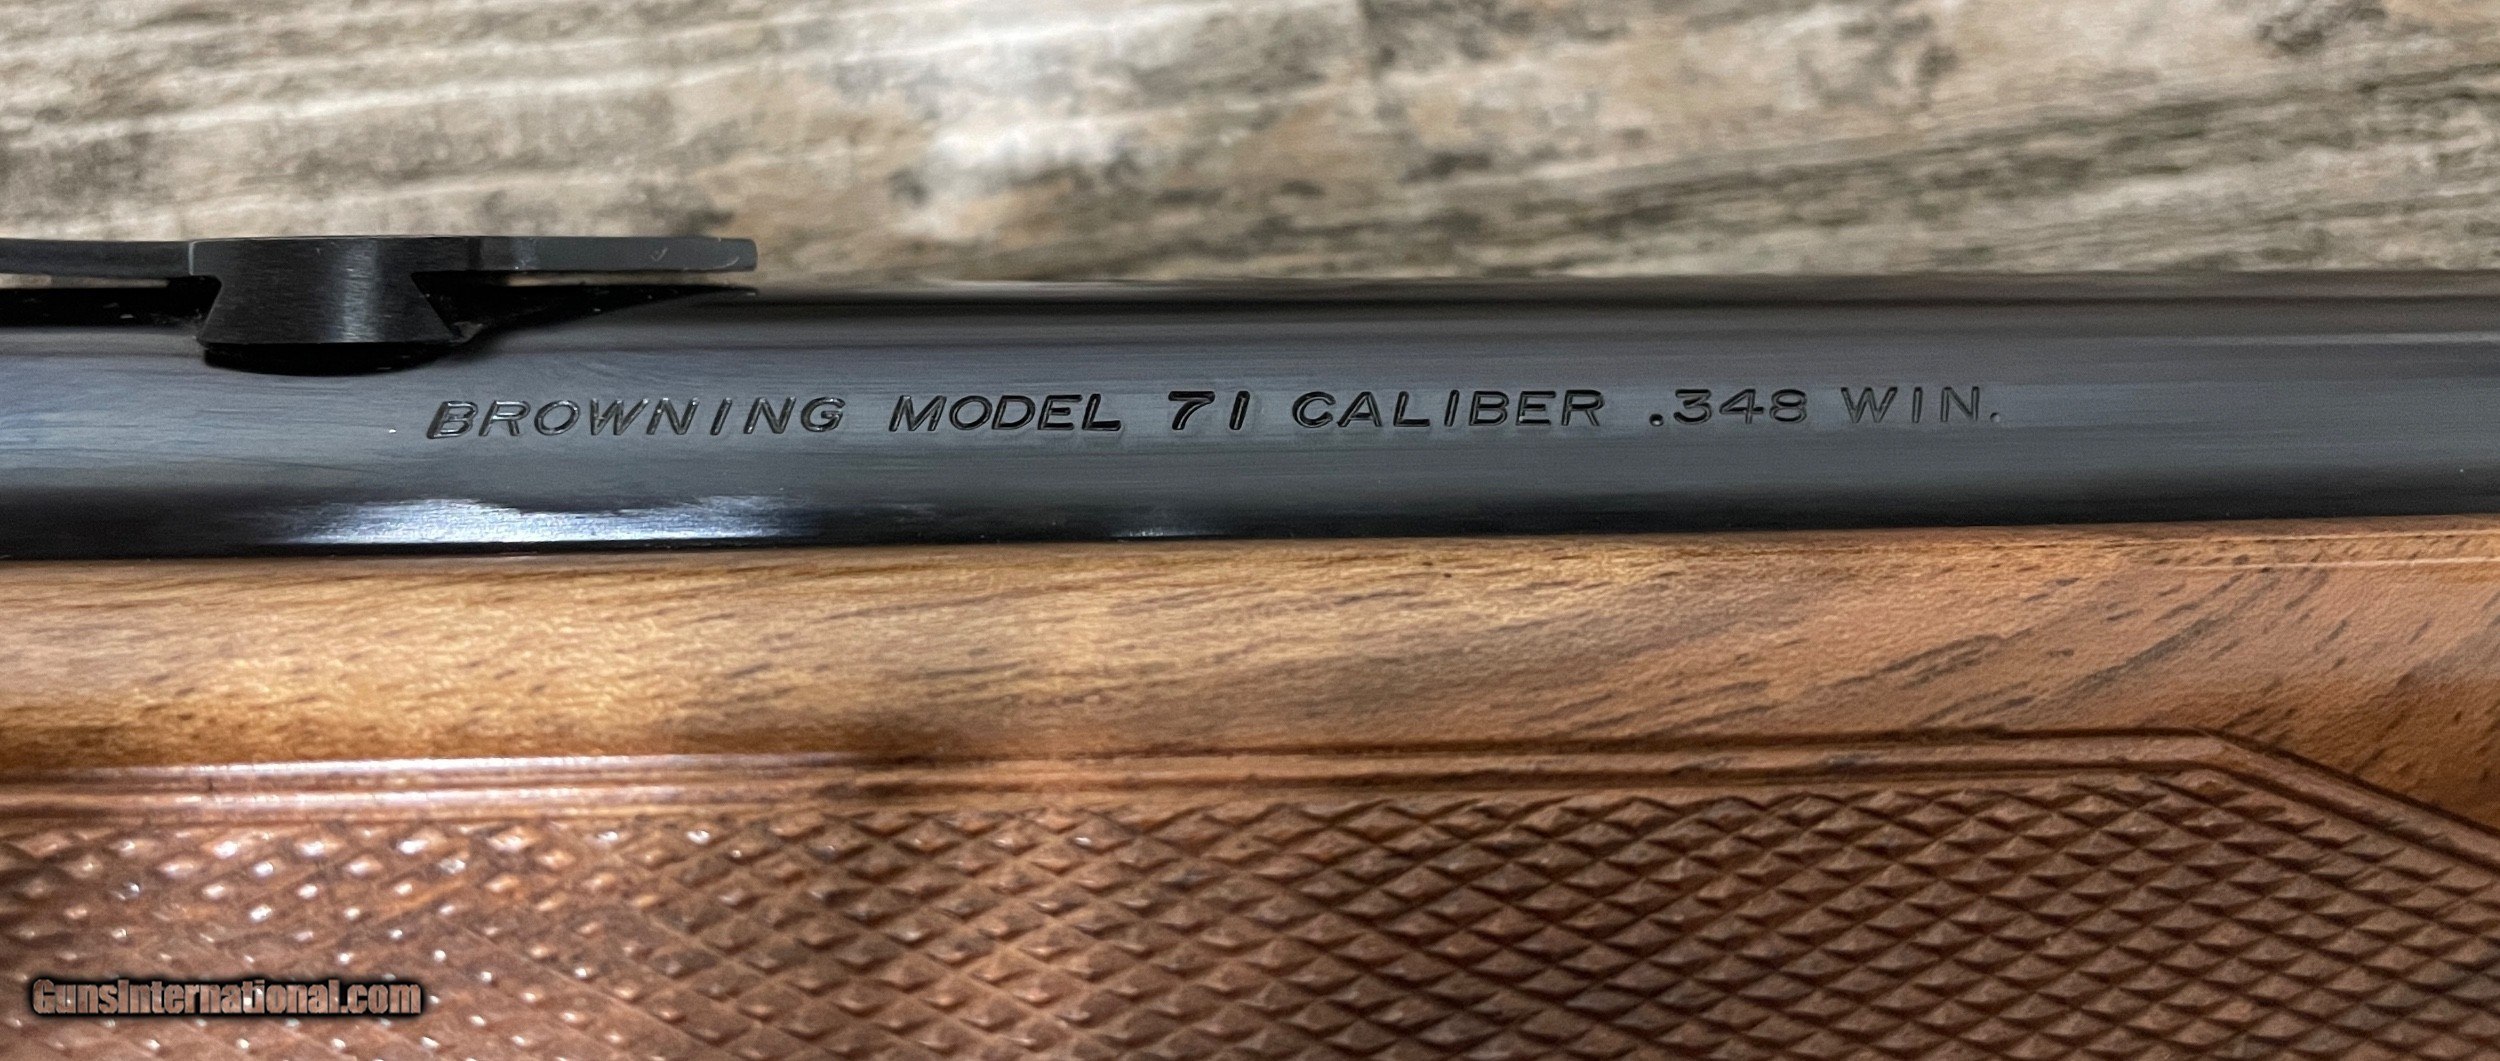 BROWNING MODEL 71 CALIBER .348 WIN.
GunsInternational.com